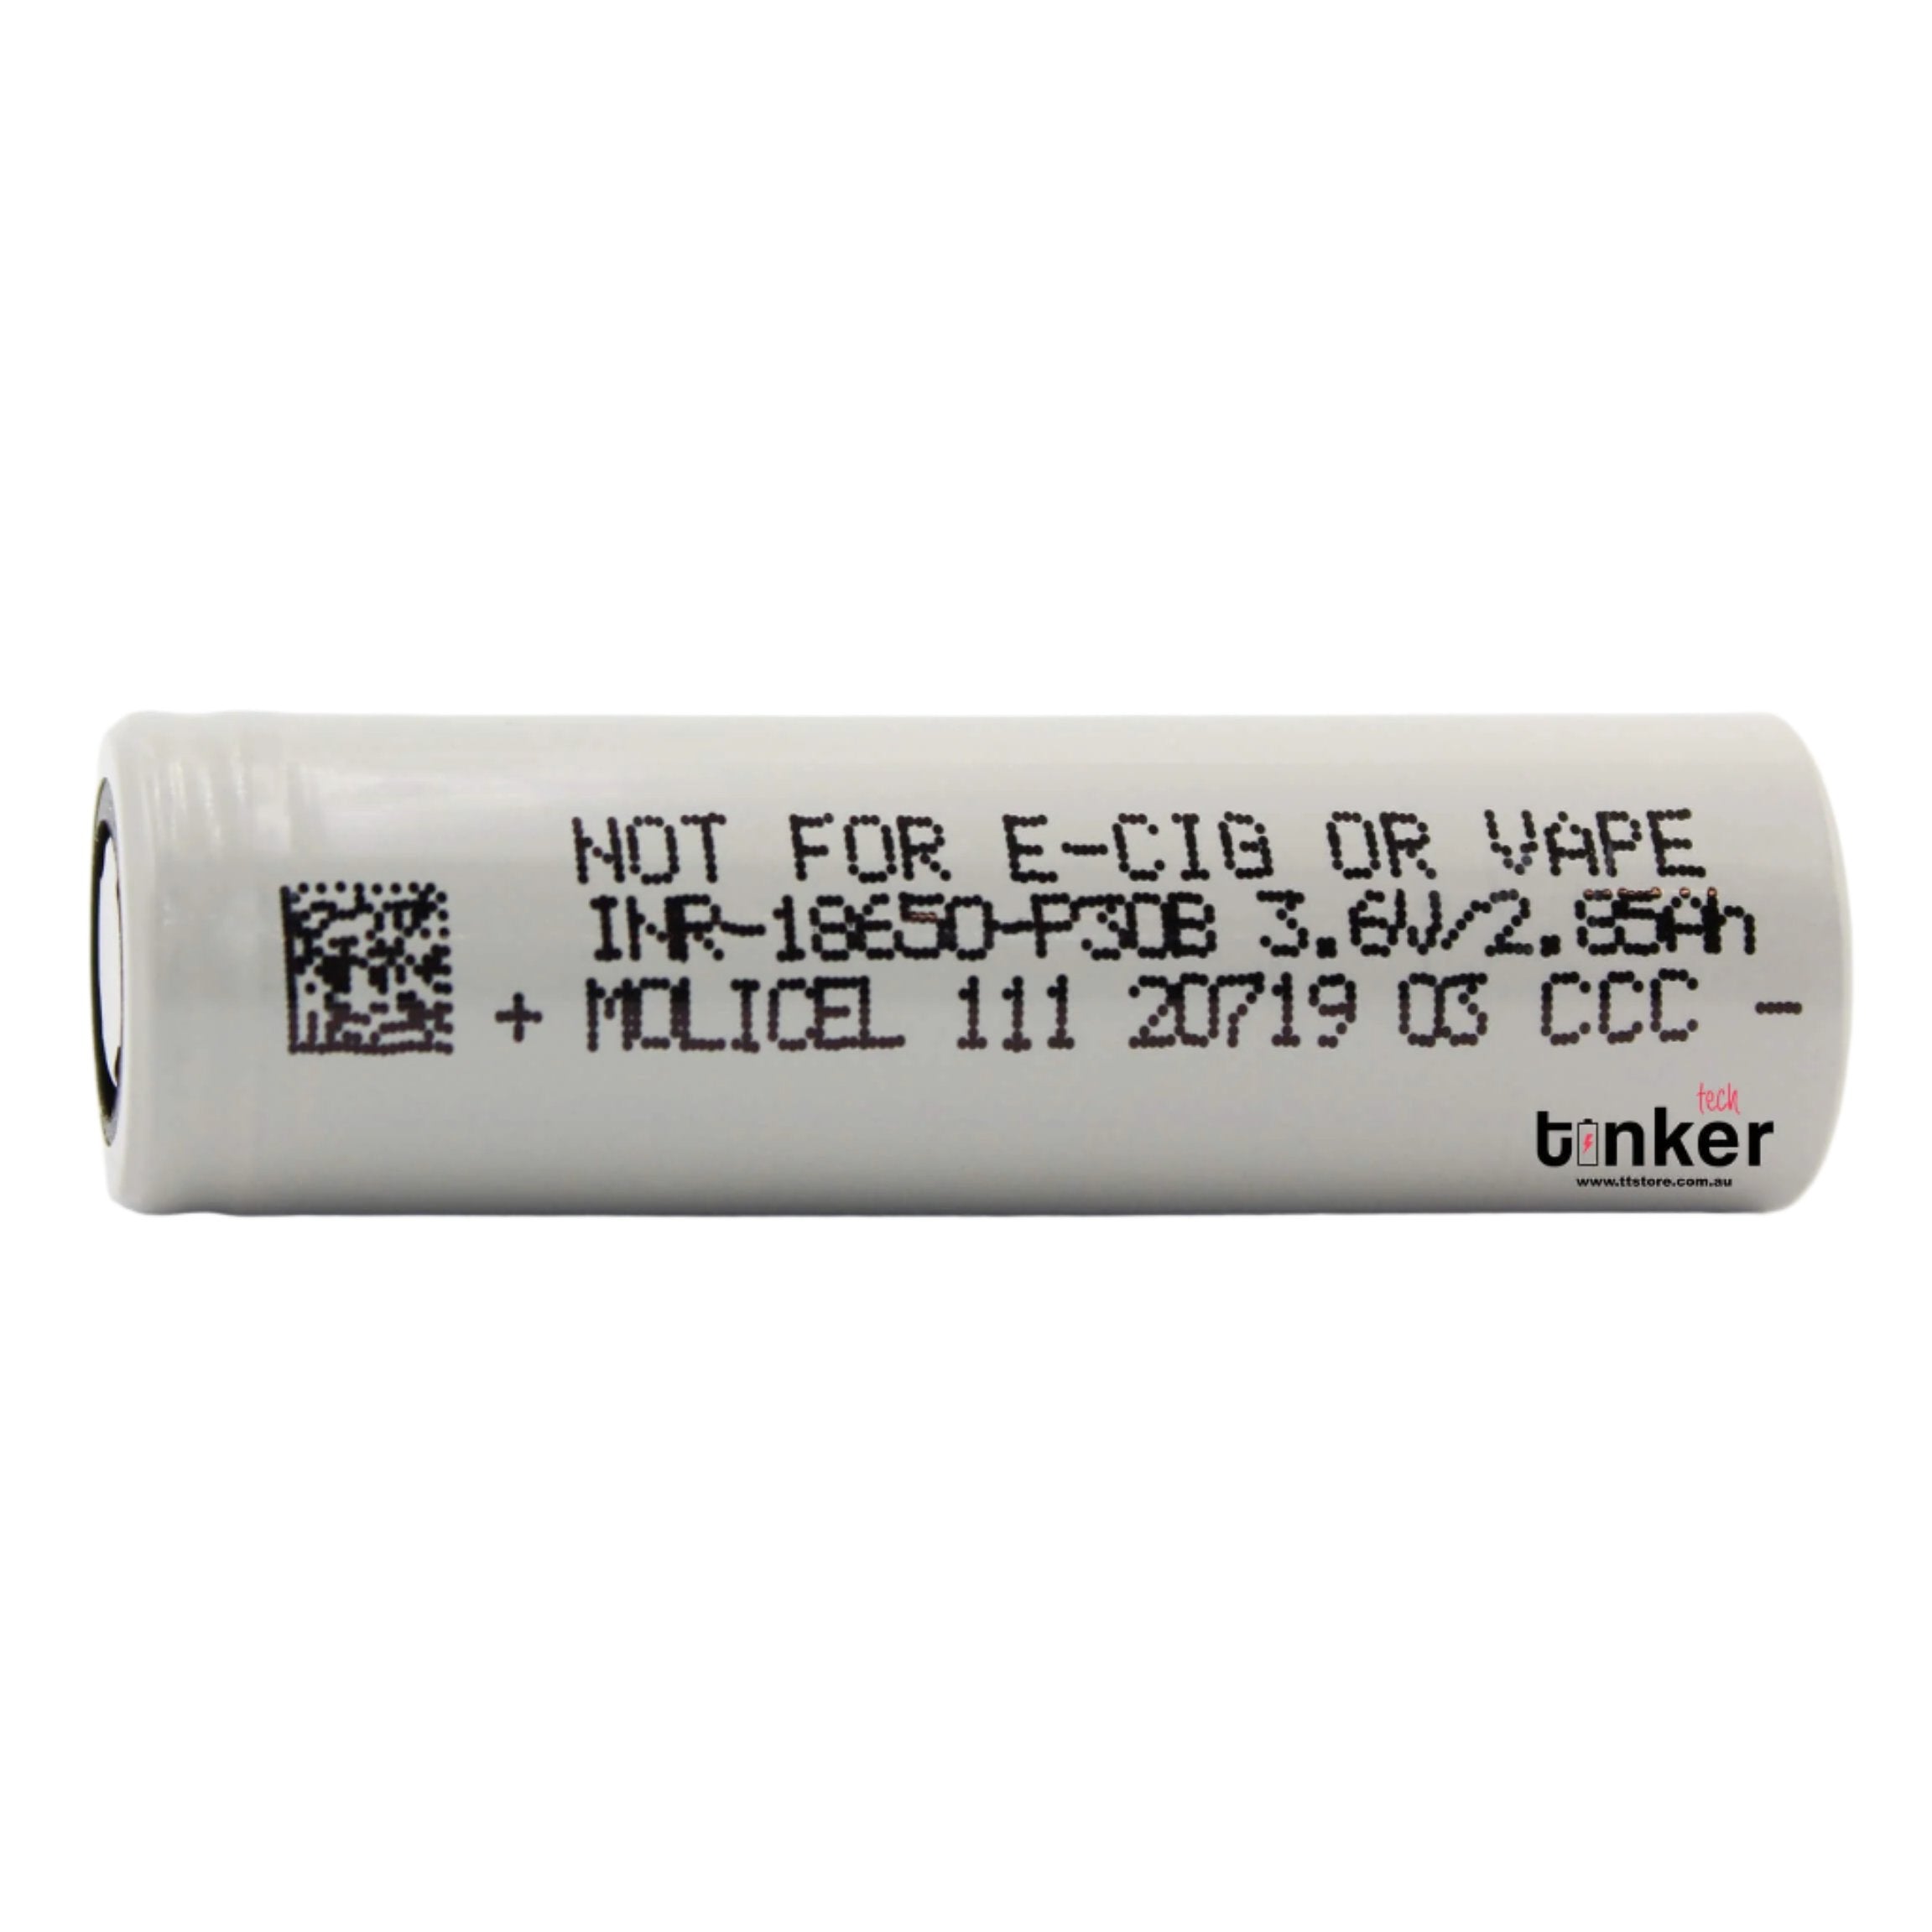 NOT FOR E-CIG OR VAPE
INR-18650-P30B 3.6V/2.85Ah
+ MOLICEL 111 20719 03 CCC -
tech
tinker
www.ttstore.com.au